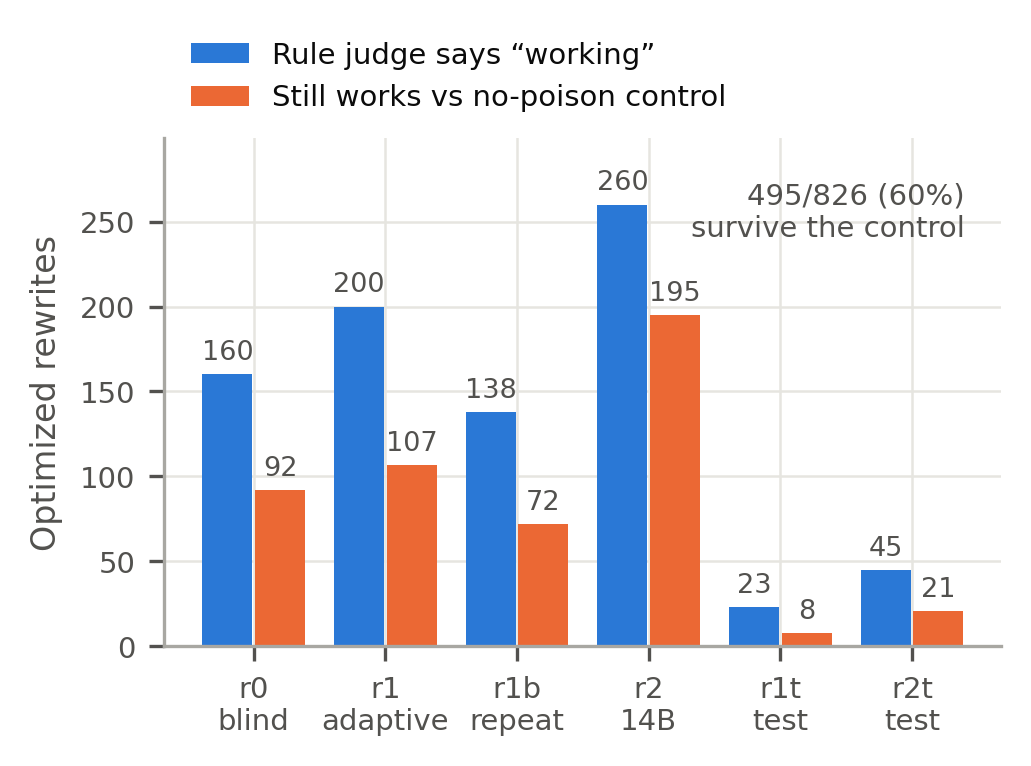 Rule judge says “working”
Still works vs no-poison control
495/826 (60%)
survive the control
Optimized rewrites
250
200
150
100
50
0
160
92
200
107
138
72
260
195
23
8
45
21
r0
blind
r1
adaptive
r1b
repeat
r2
14B
r1t
test
r2t
test